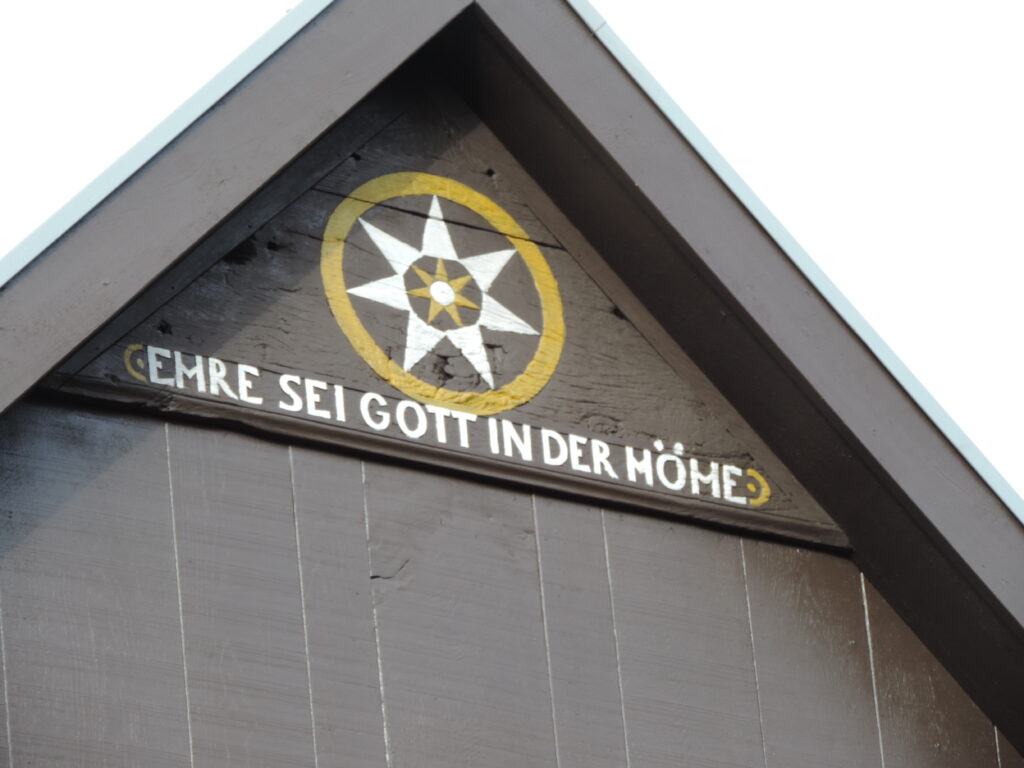 EHRE SEI GOTT IN DER HÖHE